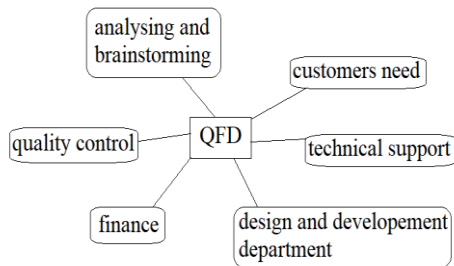 analysing and
brainstorming
customers need
QFD
quality control
technical support
finance
design and developement
department